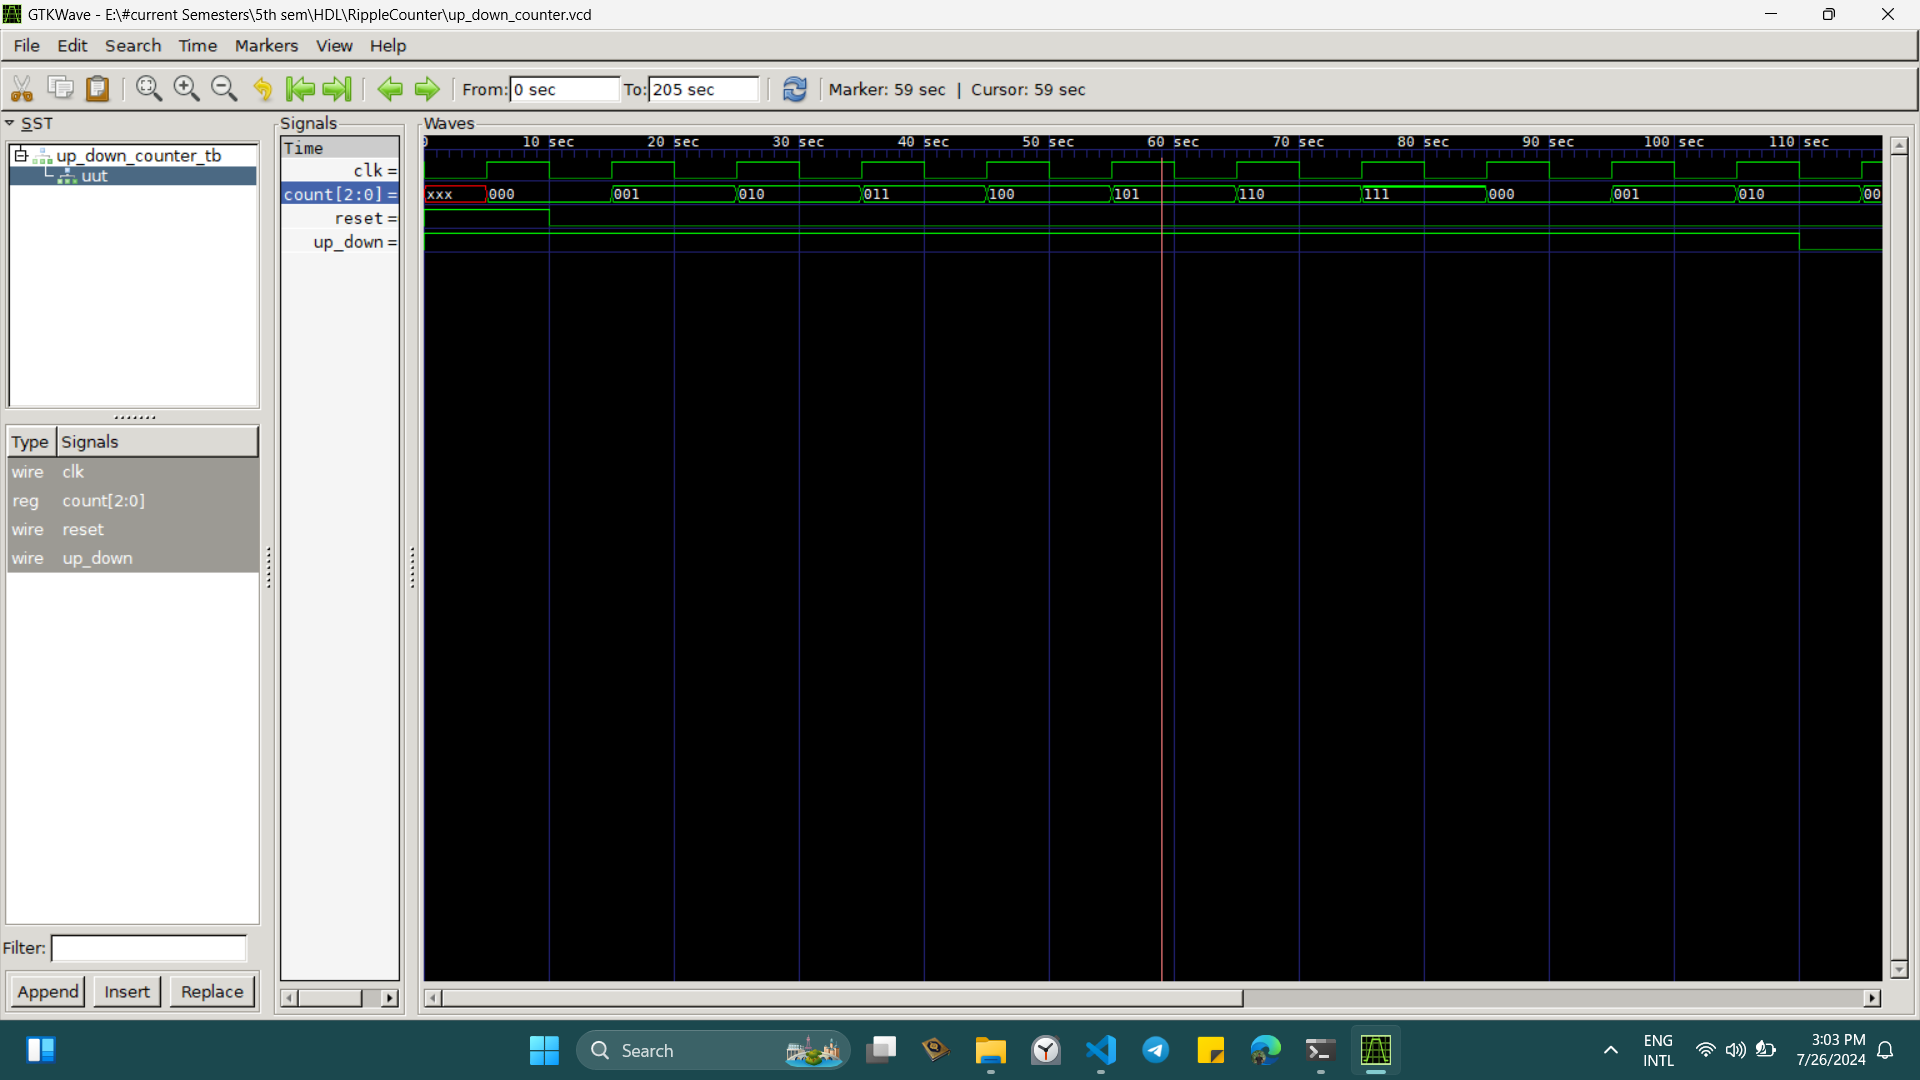 GTKWave - E:\#current Semesters\5th sem\HDL\RippleCounter\up_down_counter.vcd
File Edit Search Time Markers View Help
From: 0 sec To: 205 sec Marker: 59 sec | Cursor: 59 sec
SST
up_down_counter_tb
uut
Type Signals
wire clk
reg count[2:0]
wire reset
wire up_down
Filter:
Append Insert Replace
Signals
Time
clk =
count[2:0] =
reset =
up_down =
Waves
0 10 sec 20 sec 30 sec 40 sec 50 sec 60 sec 70 sec 80 sec 90 sec 100 sec 110 sec
xxx 000 001 010 011 100 101 110 111 000 001 010 00
Search
ENG
INTL
3:03 PM
7/26/2024